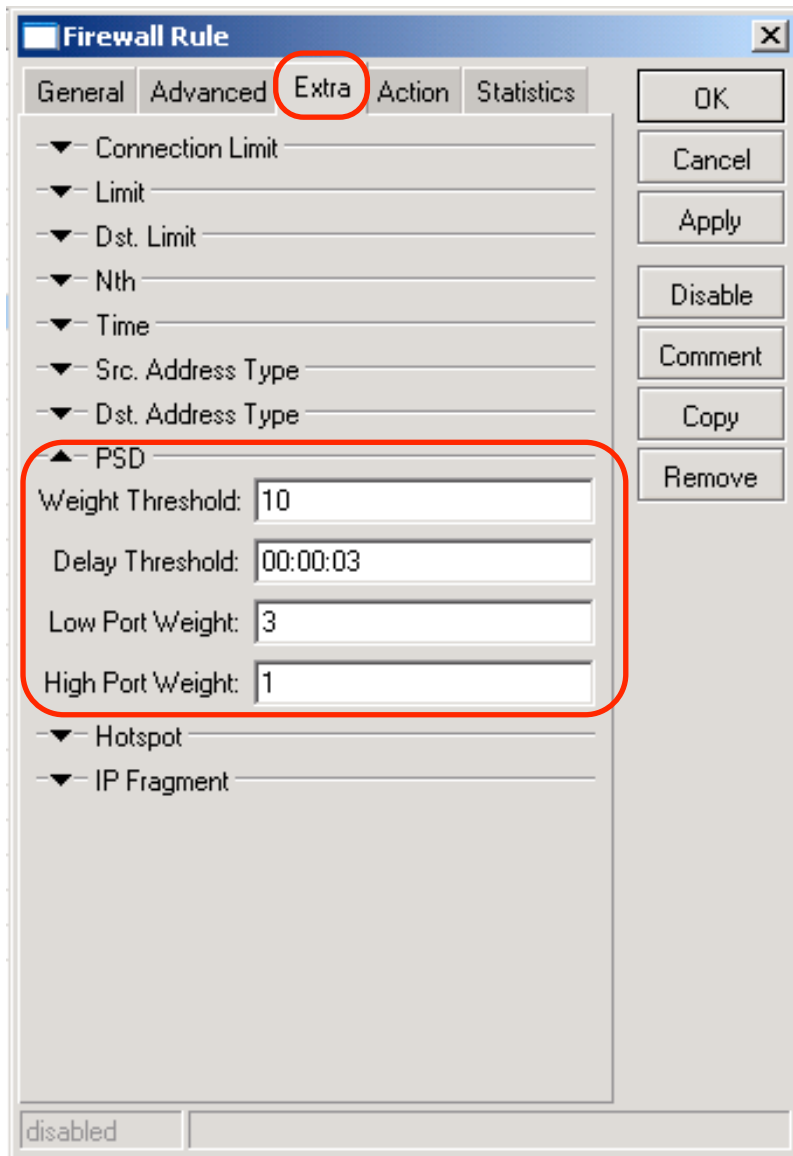 Firewall Rule
General Advanced Extra Action Statistics
Connection Limit
Limit
Dst. Limit
Nth
Time
Src. Address Type
Dst. Address Type
PSD
Weight Threshold: 10
Delay Threshold: 00:00:03
Low Port Weight: 3
High Port Weight: 1
Hotspot
IP Fragment
OK
Cancel
Apply
Disable
Comment
Copy
Remove
disabled